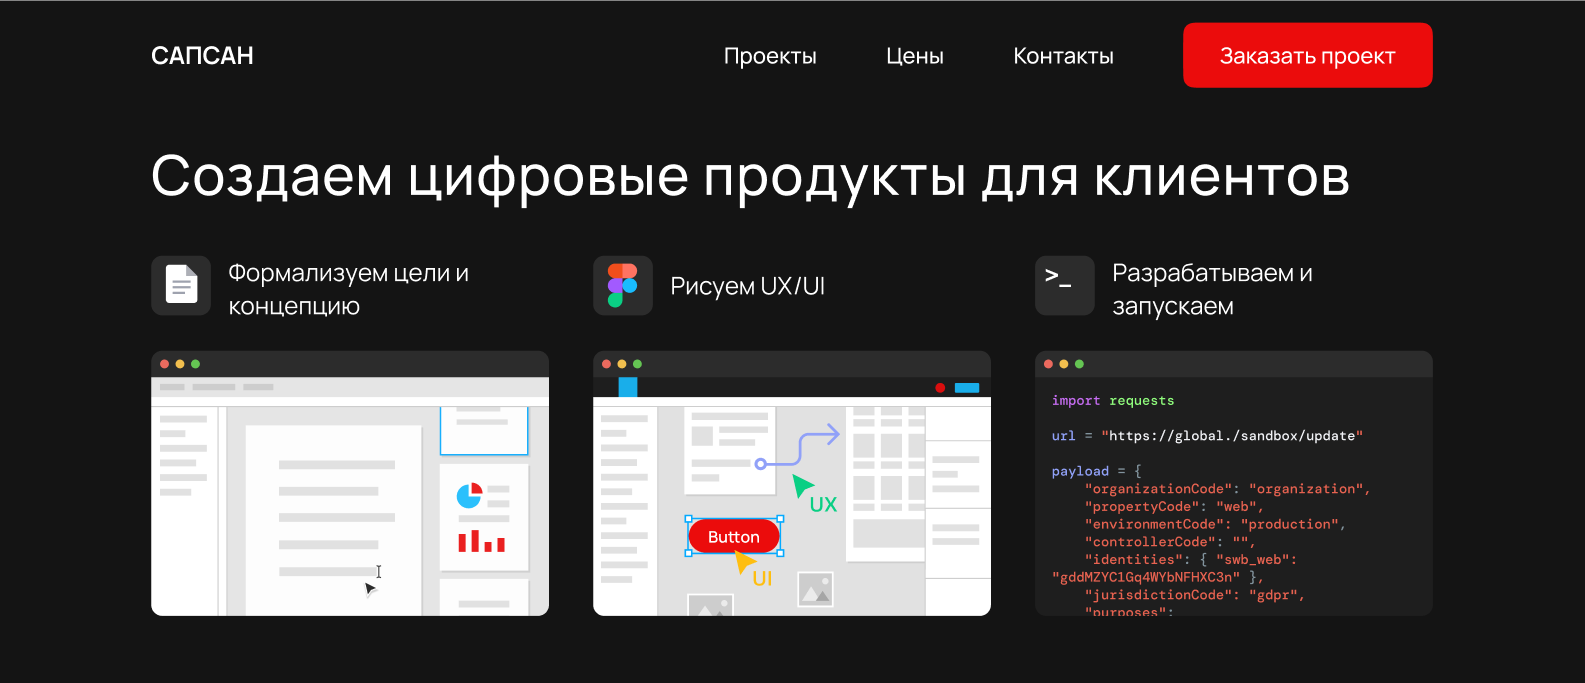 САПСАН
Проекты
Цены
Контакты
Заказать проект
Создаем цифровые продукты для клиентов
Формализуем цели и
концепцию
Рисуем UX/UI
>_
Разрабатываем и
запускаем
UX
Button
UI
import requests
url = "https://global./sandbox/update"
payload = {
"organizationCode": "organization",
"propertyCode": "web",
"environmentCode": "production",
"controllerCode": "",
"identities": { "swb_web":
"gddMZYC1Gq4WYbNFHXC3n" },
"jurisdictionCode": "gdpr",
"purposes":